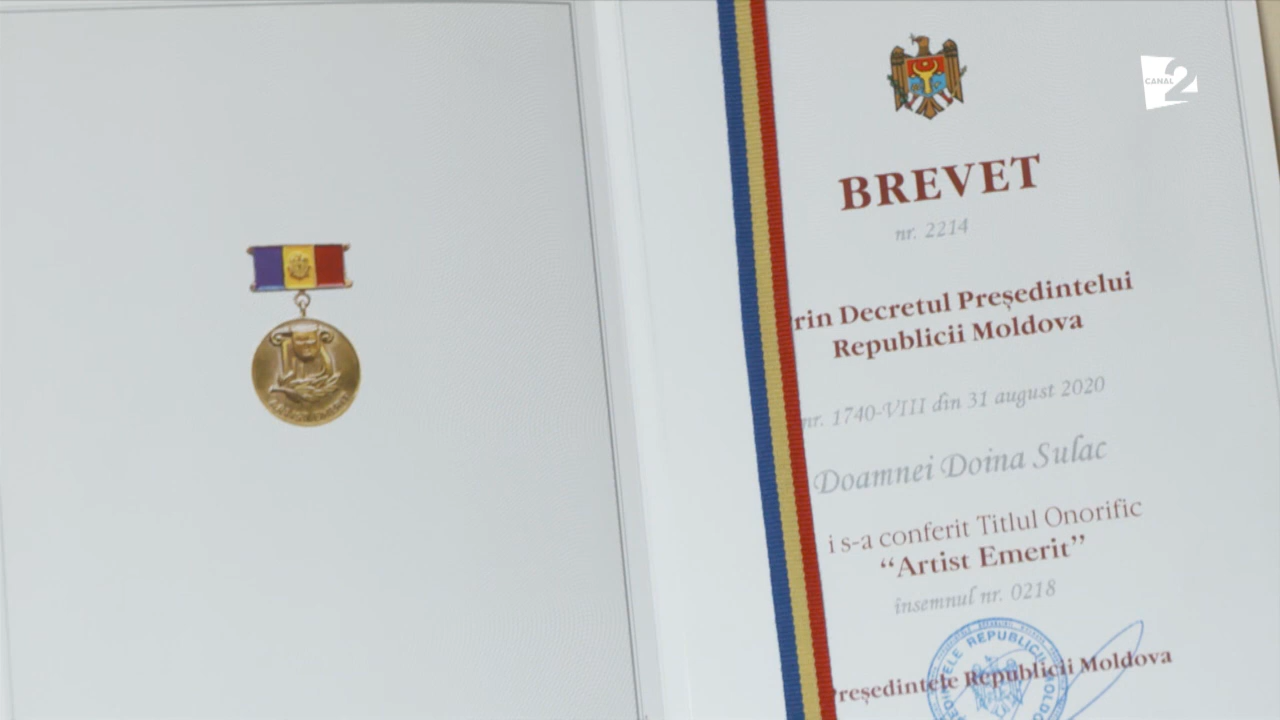 CANAL 2
BREVET
nr. 2214
rin Decretul Președintelui
Republicii Moldova
nr. 1740-VIII din 31 august 2020
Doamnei Doina Sulac
i s-a conferit Titlul Onorific
“Artist Emerit”
însemnul nr. 0218
reședintele Republicii Moldova